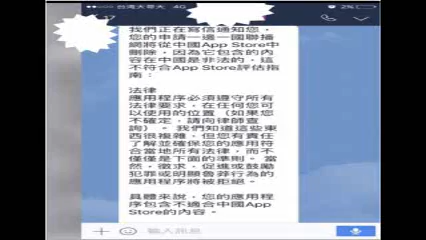 台灣大哥大 2%
17
我們正在寫信通知您，
您的申請一週一國聯播
網將從中國App Store中
刪除，因為它包含的內
容在中國是非法的，這
不符合App Store評估指
南：
法律
應用程序必須遵守所有
法律要求，在任何您可
以使用的位置（如果您
不確定，請向律師查
詢）。我們知道這些東
西很複雜，但您有責任
了解並確保您的應用符
合當地所有法律，而不
僅僅是下面的準則。當
然，徵求，促進或鼓勵
犯罪或明顯魯莽行為的
應用程序將被拒絕。
具體來說，您的應用程
序包含不適合中國App
Store的內容。
輸入訊息